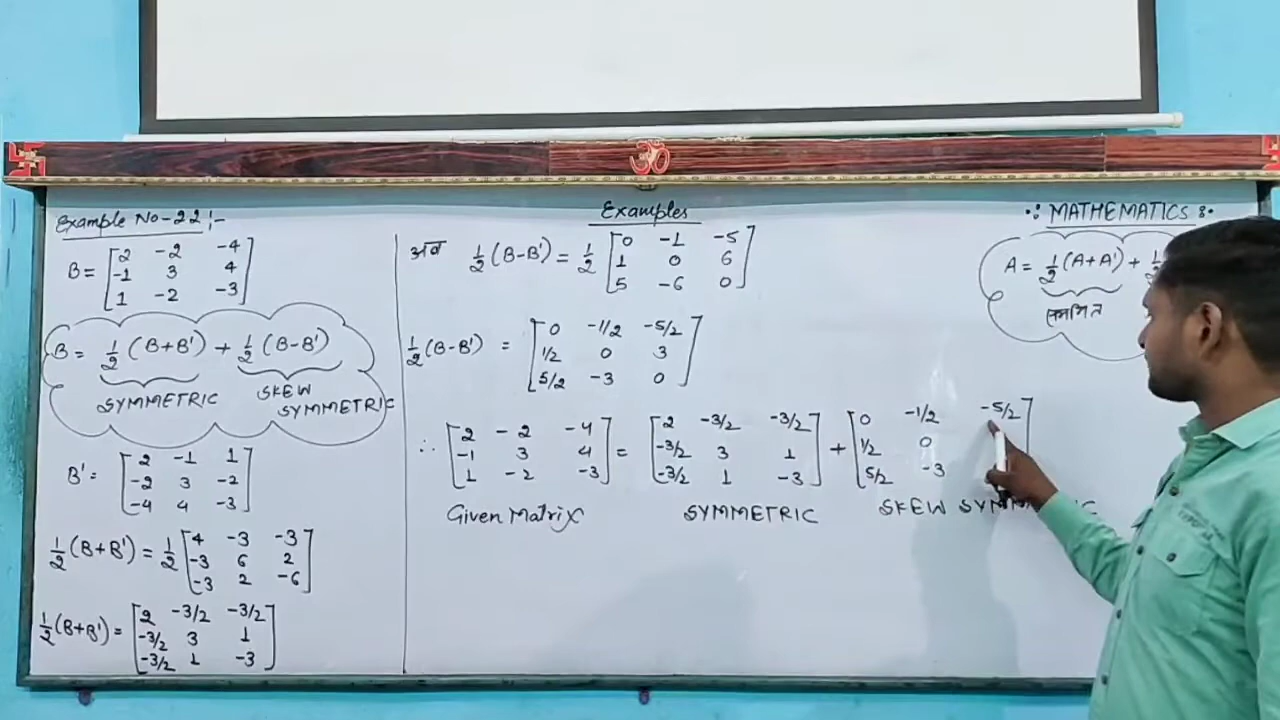 Example No-22:-
B = [2 -2 -4
-1 3 4
1 -2 -3]
B = 1/2 (B+B') + 1/2 (B-B')
SYMMETRIC SKEW SYMMETRIC
B' = [2 -1 1
-2 3 -2
-4 4 -3]
1/2 (B+B') = 1/2 [4 -3 -3
-3 6 2
-3 2 -6]
1/2 (B+B') = [2 -3/2 -3/2
-3/2 3 1
-3/2 1 -3]
Examples
अब 1/2 (B-B') = 1/2 [0 -1 -5
1 0 6
5 -6 0]
1/2 (B-B') = [0 -1/2 -5/2
1/2 0 3
5/2 -3 0]
∴ [2 -2 -4 = [2 -3/2 -3/2 + [0 -1/2 -5/2
-1 3 4 -3/2 3 1 1/2 0
1 -2 -3] -3/2 1 -3] 5/2 -3
Given Matrix SYMMETRIC SKEW
MATHEMATICS
A = 1/2 (A+A') +
सममित
ॐ